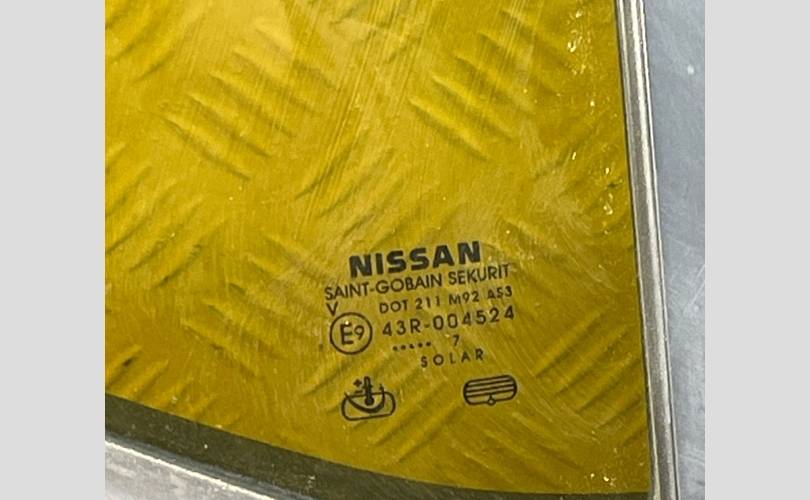 NISSAN
SAINT-GOBAIN SEKURIT
V
DOT 211 M92 AS3
E9
43R-004524
..... 7
SOLAR